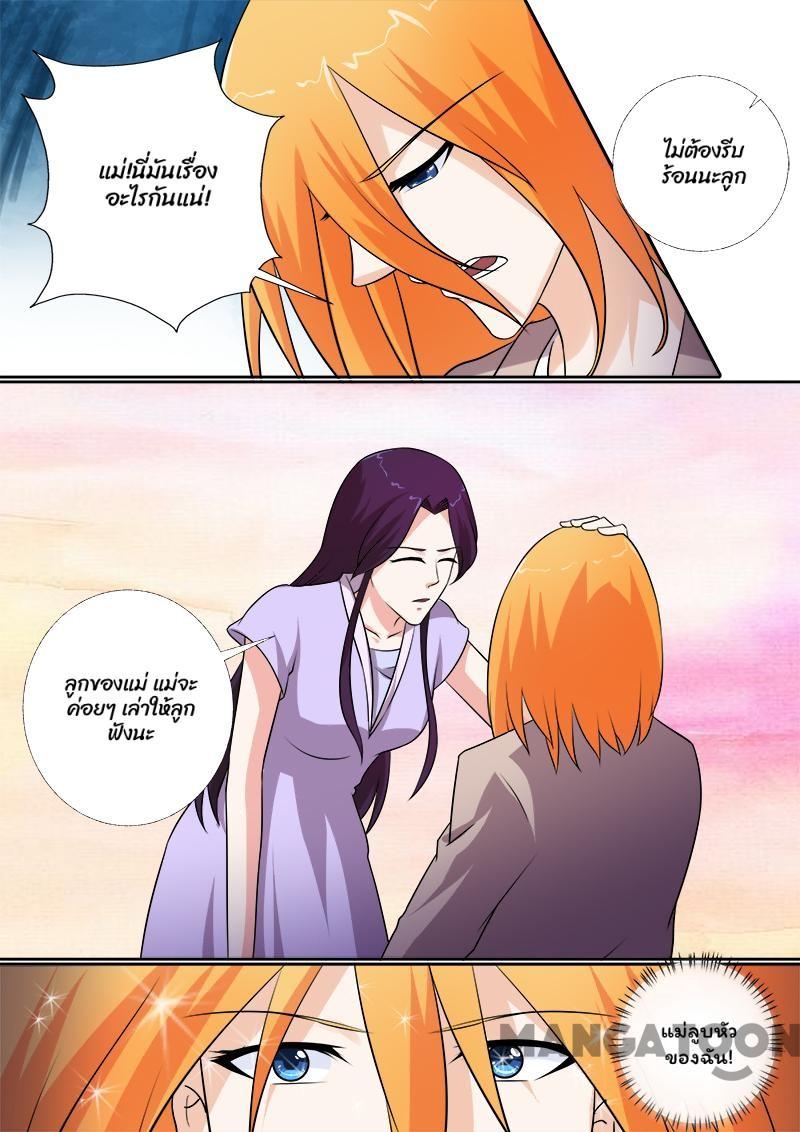 แม่!นี่มันเรื่อง
อะไรกันแน่!
ไม่ต้องรีบ
ร้อนนะลูก
ลูกของแม่ แม่จะ
ค่อยๆ เล่าให้ลูก
ฟังนะ
แม่ลูบหัว
ของฉัน!
MANGATOON